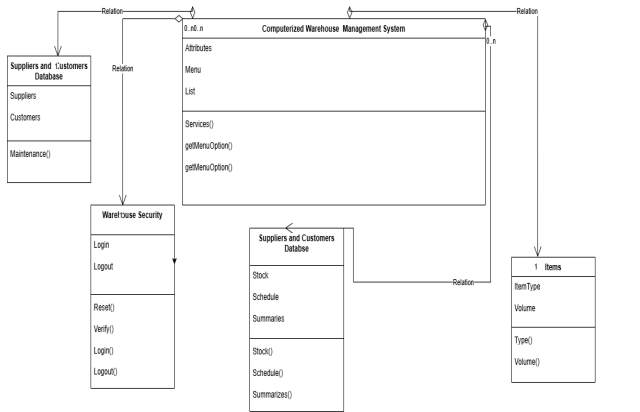 Relation
Relation
0..n0..n
Computerized Warehouse Management System
0..n
Attributes
Menu
List
Services()
getMenuOption()
getMenuOption()
Suppliers and Customers
Database
Suppliers
Customers
Maintenance()
Relation
Warehouse Security
Login
Logout
Reset()
Verify()
Login()
Logout()
Suppliers and Customers
Databse
Stock
Schedule
Summaries
Stock()
Schedule()
Summarizes()
Relation
1 Items
ItemType
Volume
Type()
Volume()